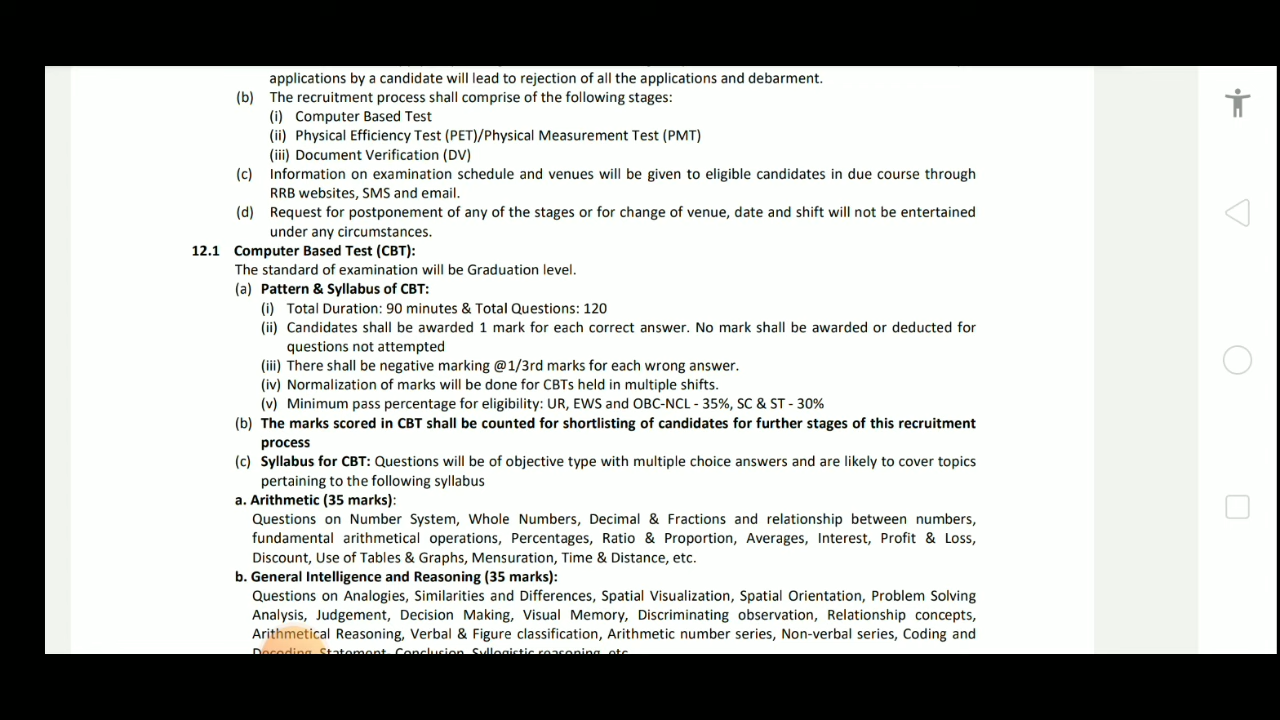 applications by a candidate will lead to rejection of all the applications and debarment.
(b) The recruitment process shall comprise of the following stages:
(i) Computer Based Test
(ii) Physical Efficiency Test (PET)/Physical Measurement Test (PMT)
(iii) Document Verification (DV)
(c) Information on examination schedule and venues will be given to eligible candidates in due course through
RRB websites, SMS and email.
(d) Request for postponement of any of the stages or for change of venue, date and shift will not be entertained
under any circumstances.
12.1 Computer Based Test (CBT):
The standard of examination will be Graduation level.
(a) Pattern & Syllabus of CBT:
(i) Total Duration: 90 minutes & Total Questions: 120
(ii) Candidates shall be awarded 1 mark for each correct answer. No mark shall be awarded or deducted for
questions not attempted
(iii) There shall be negative marking @1/3rd marks for each wrong answer.
(iv) Normalization of marks will be done for CBTs held in multiple shifts.
(v) Minimum pass percentage for eligibility: UR, EWS and OBC-NCL - 35%, SC & ST - 30%
(b) The marks scored in CBT shall be counted for shortlisting of candidates for further stages of this recruitment
process
(c) Syllabus for CBT: Questions will be of objective type with multiple choice answers and are likely to cover topics
pertaining to the following syllabus
a. Arithmetic (35 marks):
Questions on Number System, Whole Numbers, Decimal & Fractions and relationship between numbers,
fundamental arithmetical operations, Percentages, Ratio & Proportion, Averages, Interest, Profit & Loss,
Discount, Use of Tables & Graphs, Mensuration, Time & Distance, etc.
b. General Intelligence and Reasoning (35 marks):
Questions on Analogies, Similarities and Differences, Spatial Visualization, Spatial Orientation, Problem Solving
Analysis, Judgement, Decision Making, Visual Memory, Discriminating observation, Relationship concepts,
Arithmetical Reasoning, Verbal & Figure classification, Arithmetic number series, Non-verbal series, Coding and
Decoding, Statement, Conclusion, Syllogistic reasoning, etc